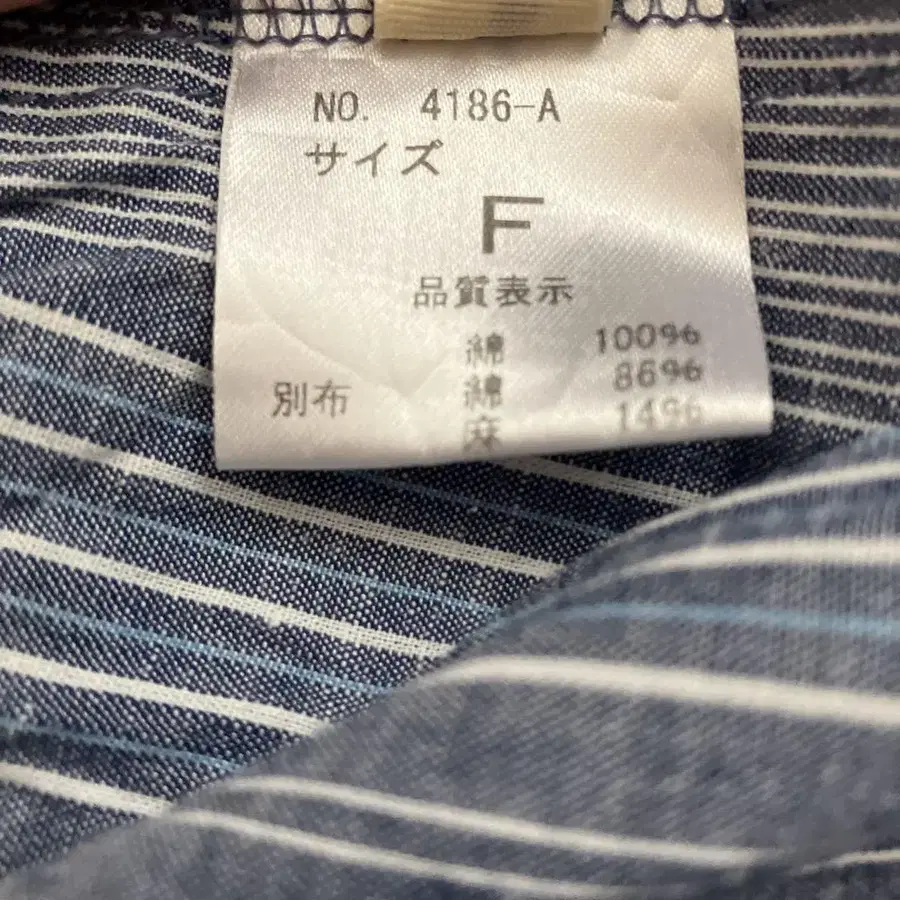 NO. 4186-A
サイズ
F
品質表示
綿 100%
別布 綿 86%
麻 14%